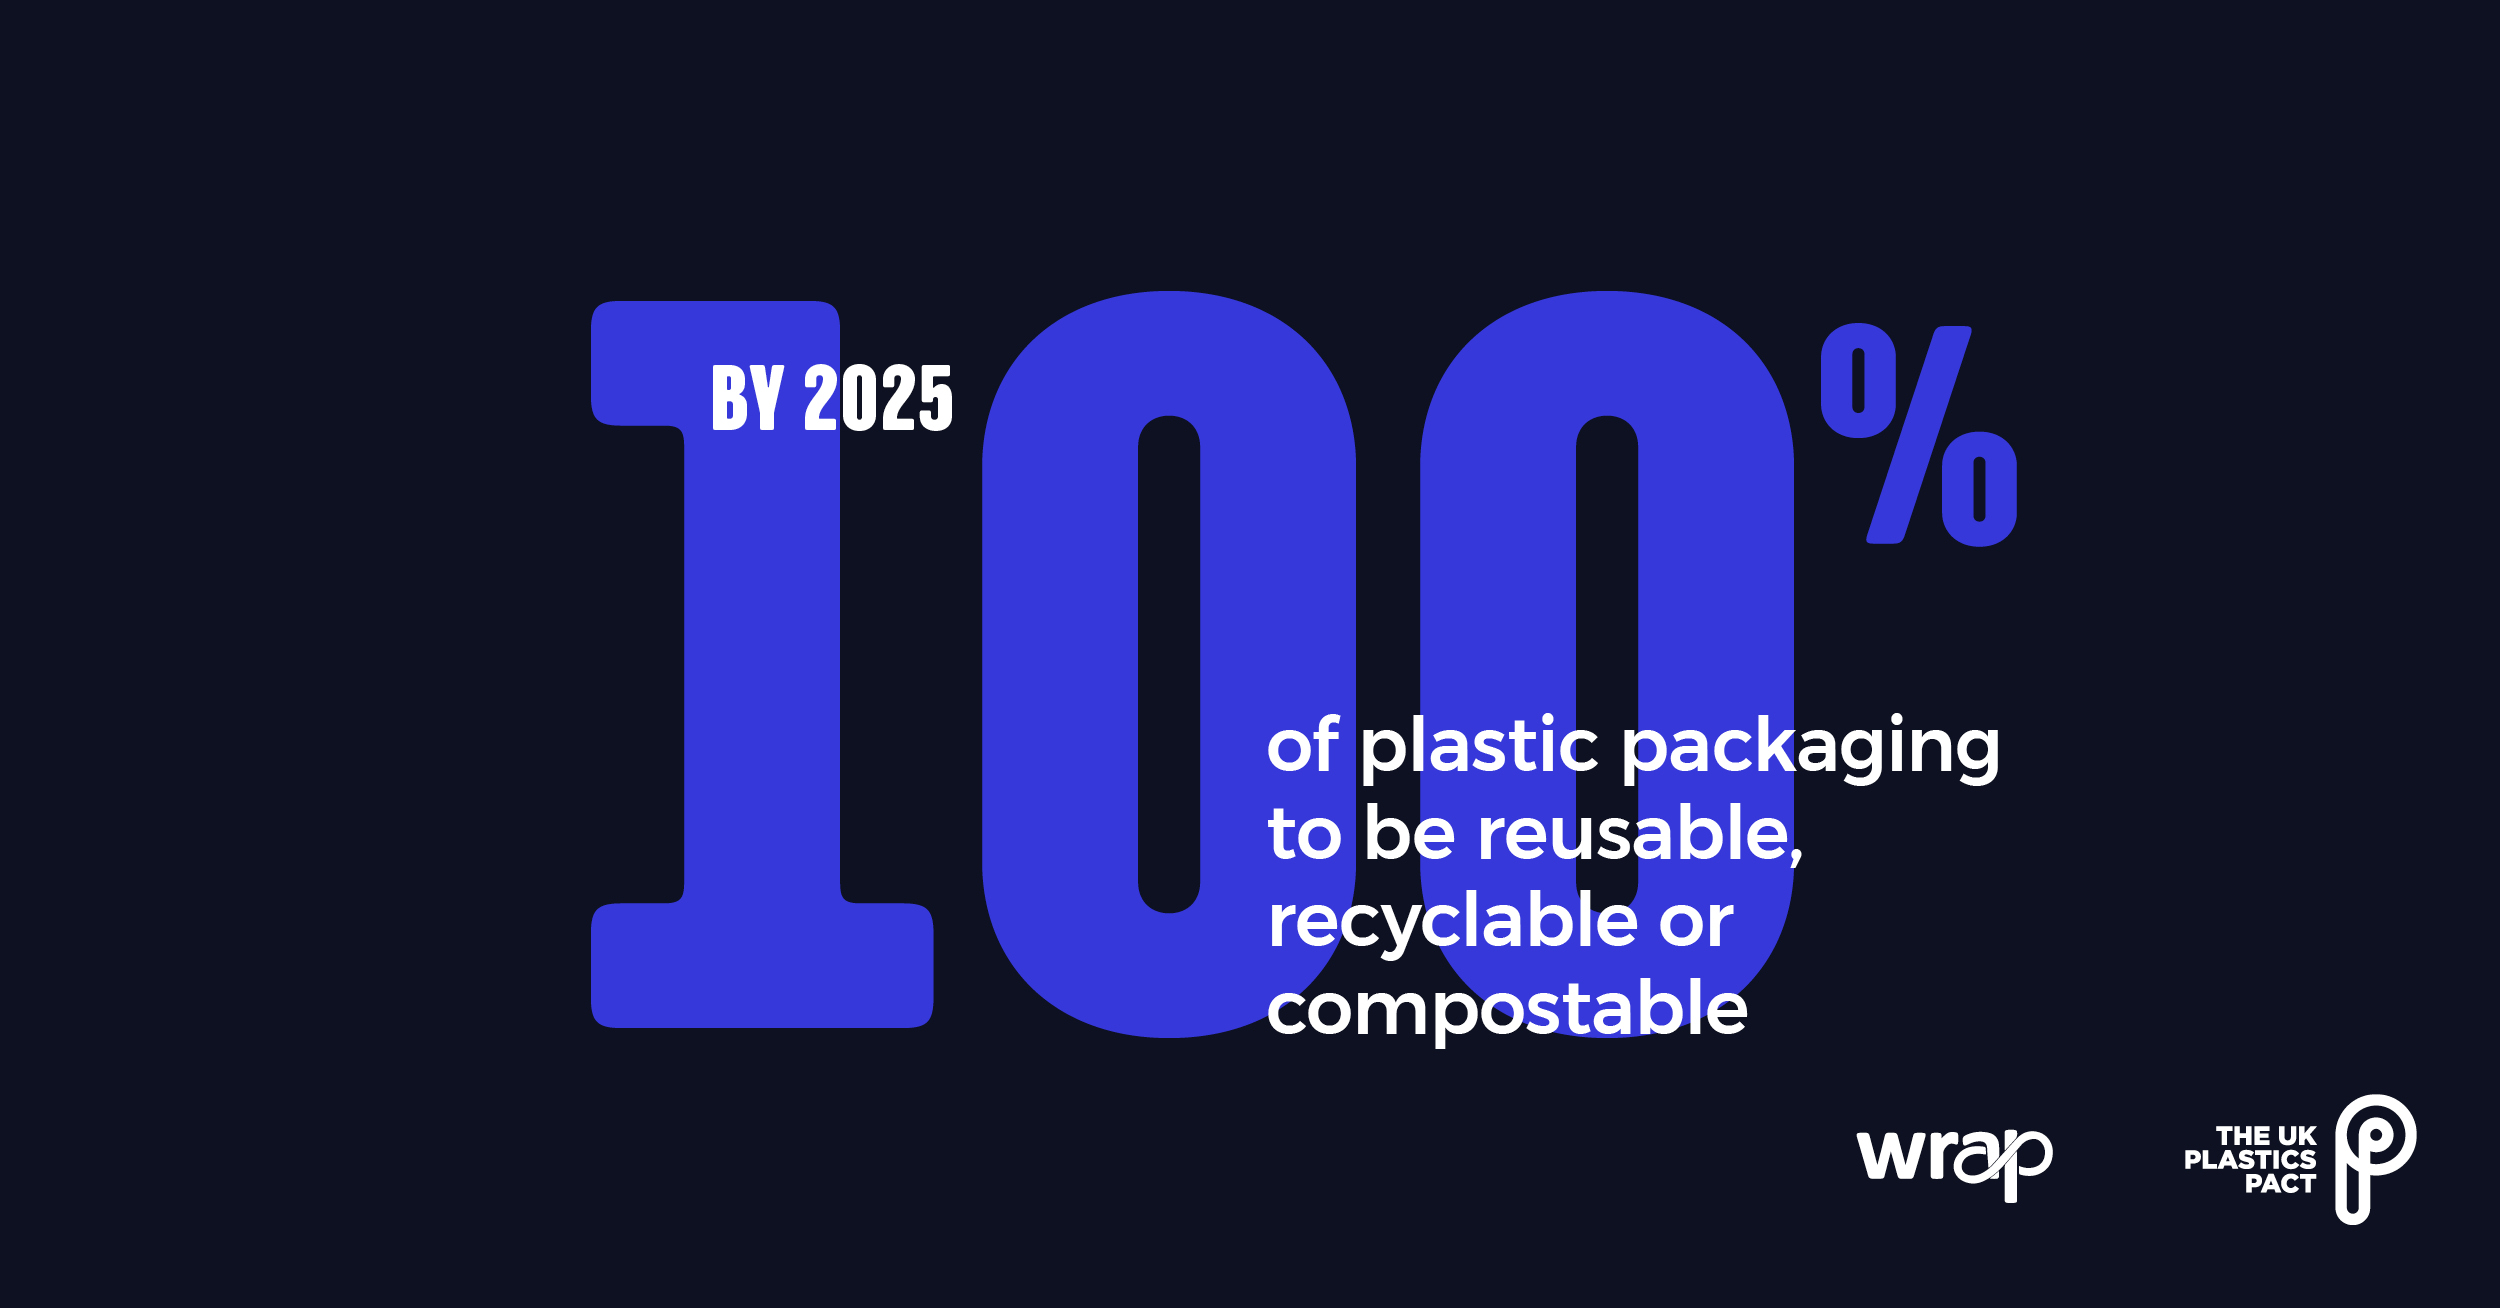 BY 2025
100%
of plastic packaging
to be reusable,
recyclable or
compostable
wrap
THE UK
PLASTICS
PACT